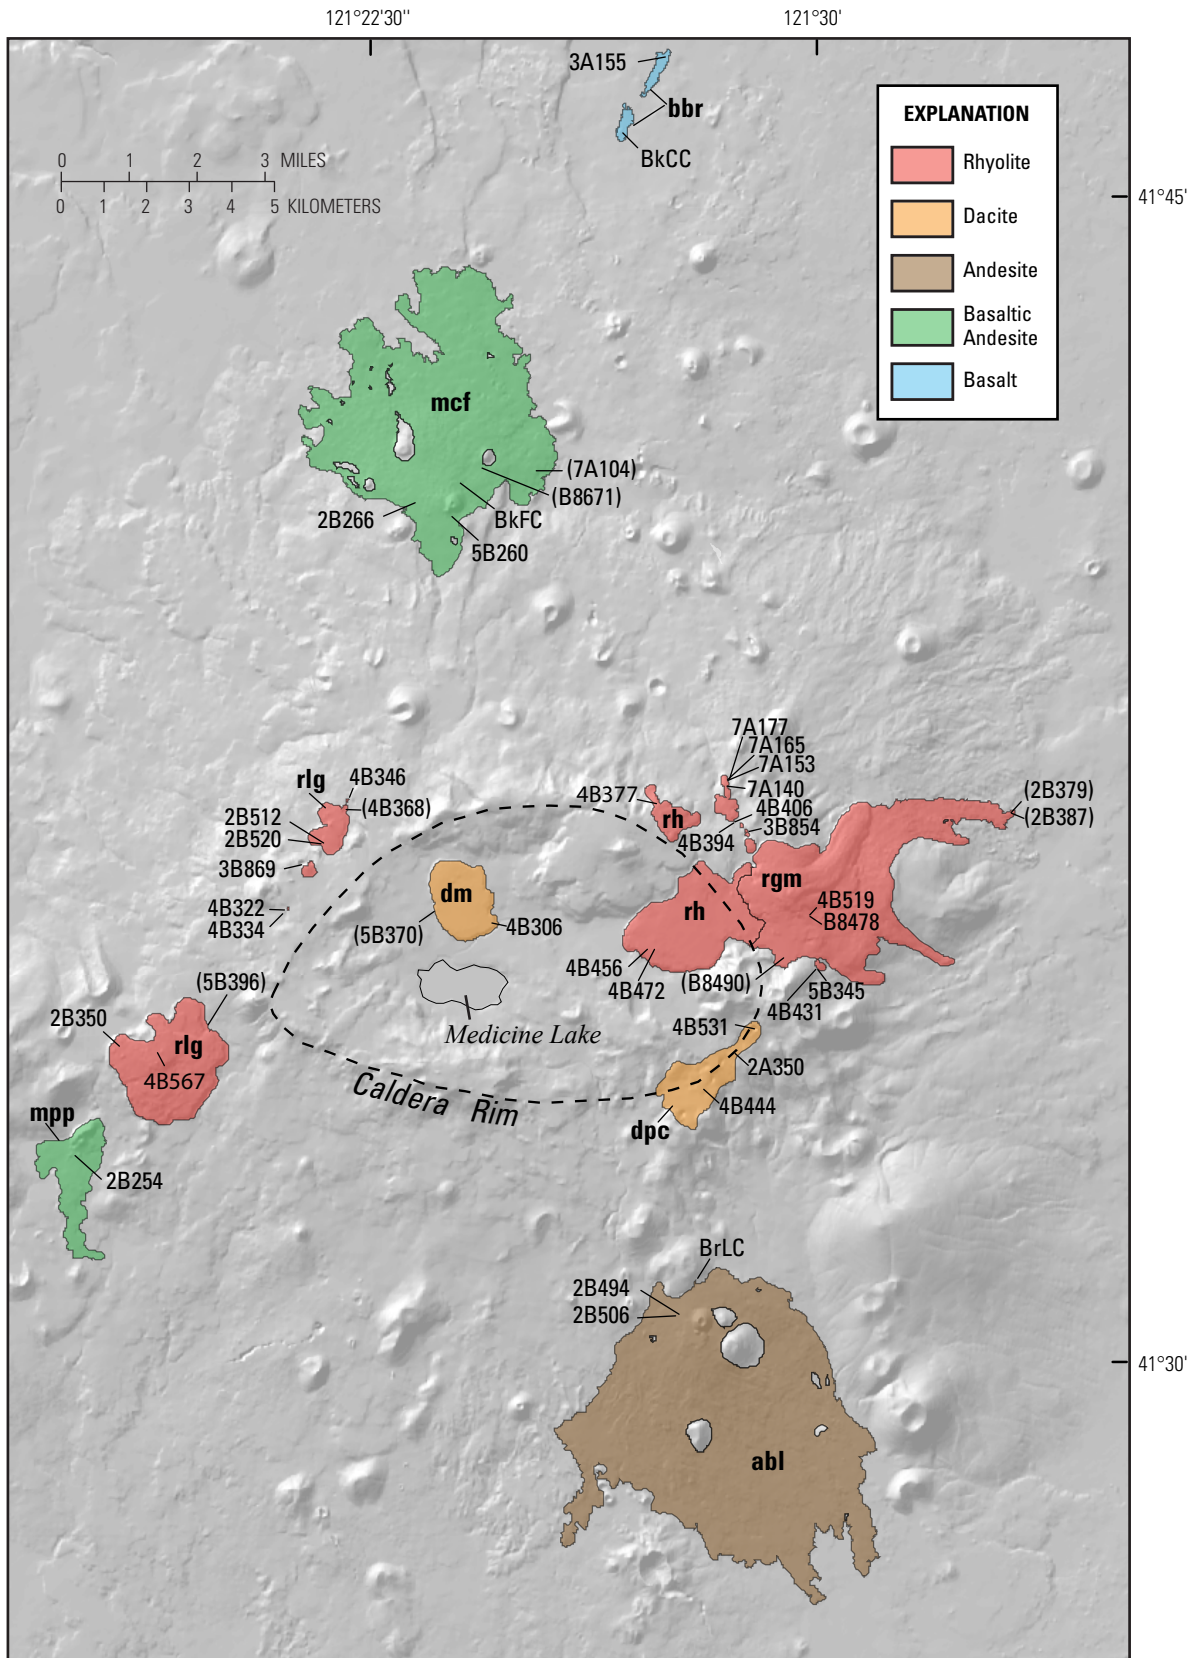 121°22'30"
121°30'
3A155
bbr
BkCC
EXPLANATION
Rhyolite
Dacite
Andesite
Basaltic
Andesite
Basalt
0 1 2 3 MILES
0 1 2 3 4 5 KILOMETERS
41°45'
mcf
(7A104)
(B8671)
BkFC
2B266
5B260
7A177
7A165
7A153
7A140
4B377
4B406
3B854
4B394
rh
rlg
4B346
(4B368)
2B512
2B520
3B869
4B322
4B334
(2B379)
(2B387)
rgm
4B519
B8478
dm
(5B370)
4B306
rh
4B456
4B472
(B8490)
5B345
4B431
Medicine Lake
(5B396)
2B350
rlg
4B567
4B531
2A350
4B444
dpc
Caldera Rim
mpp
2B254
BrLC
2B494
2B506
41°30'
abl